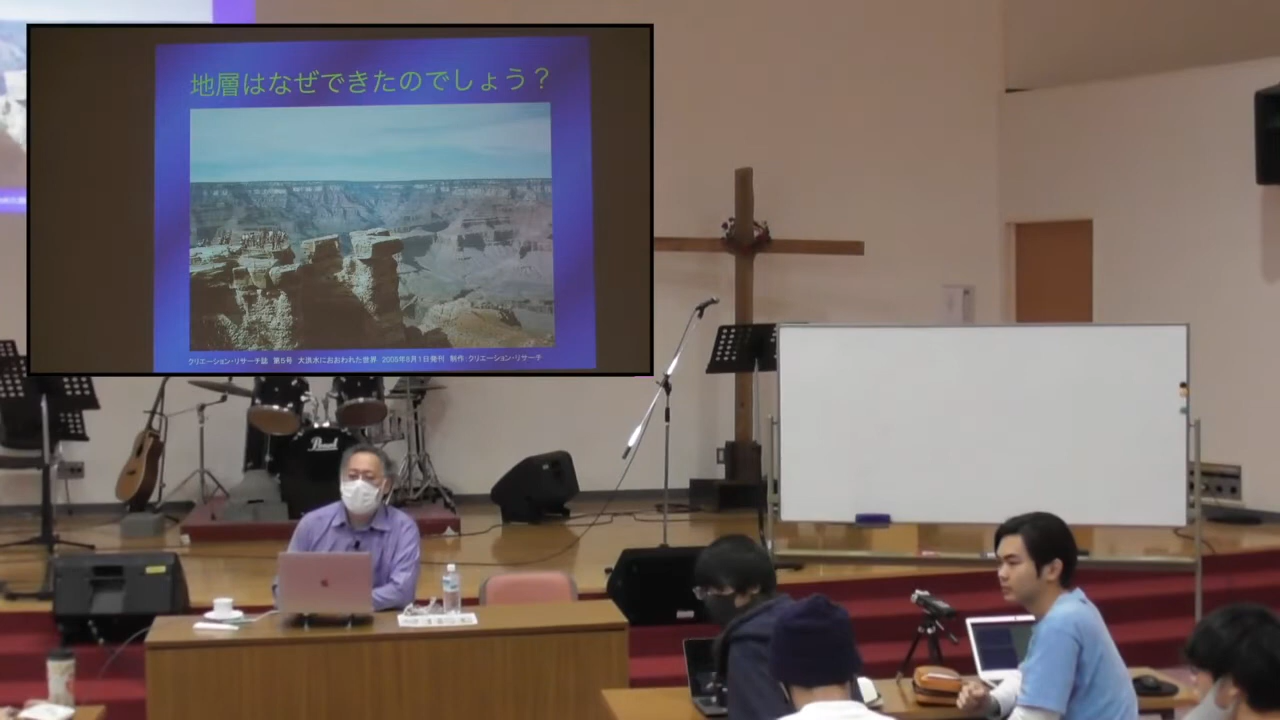 地層はなぜできたのでしょう？
クリエーション・リサーチ誌 第6号 大洪水におおわれた世界 2005年8月1日発刊 制作:クリエーション・リサーチ
Pearl